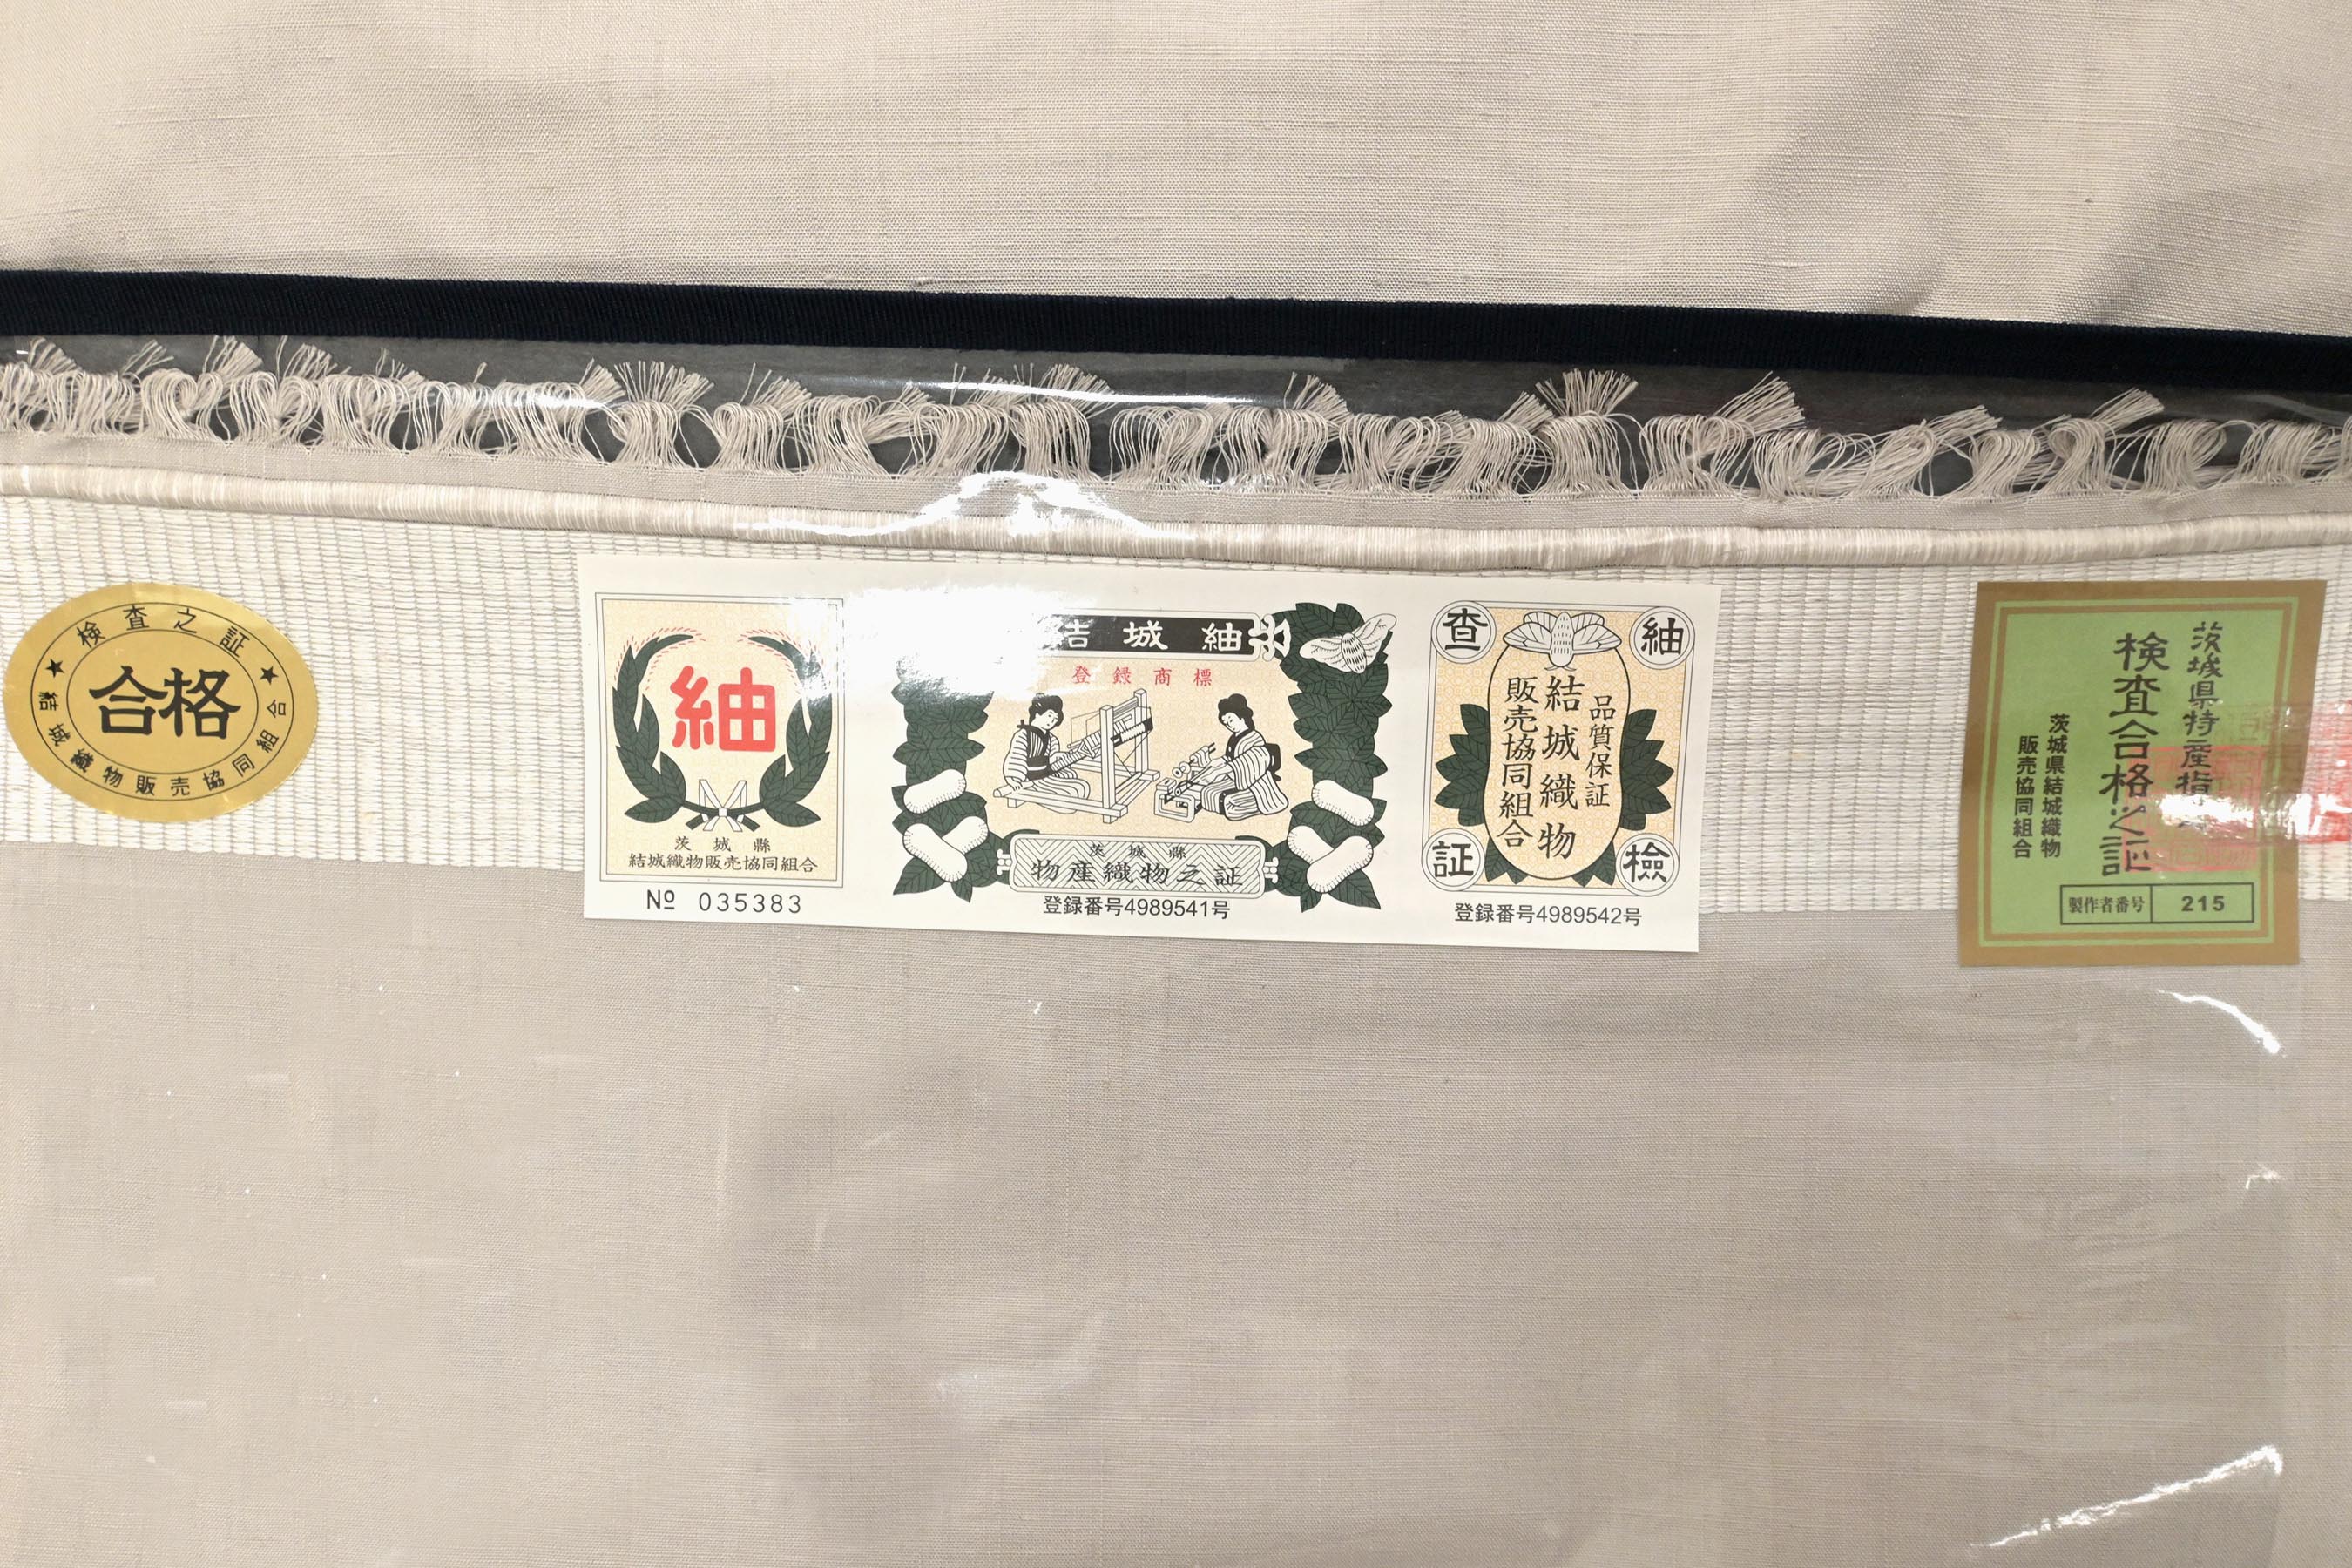 検査之証
合格
結城織物販売協同組合
紬
茨城縣
結城織物販売協同組合
№ 035383
結城紬
登録商標
茨城縣
物産織物之証
登録番号4989541号
査 紬
品質保証
結城織物
販売協同組合
証 檢
登録番号4989542号
茨城県特産指
検査合格之証
茨城県結城織物
販売協同組合
製作者番号 215